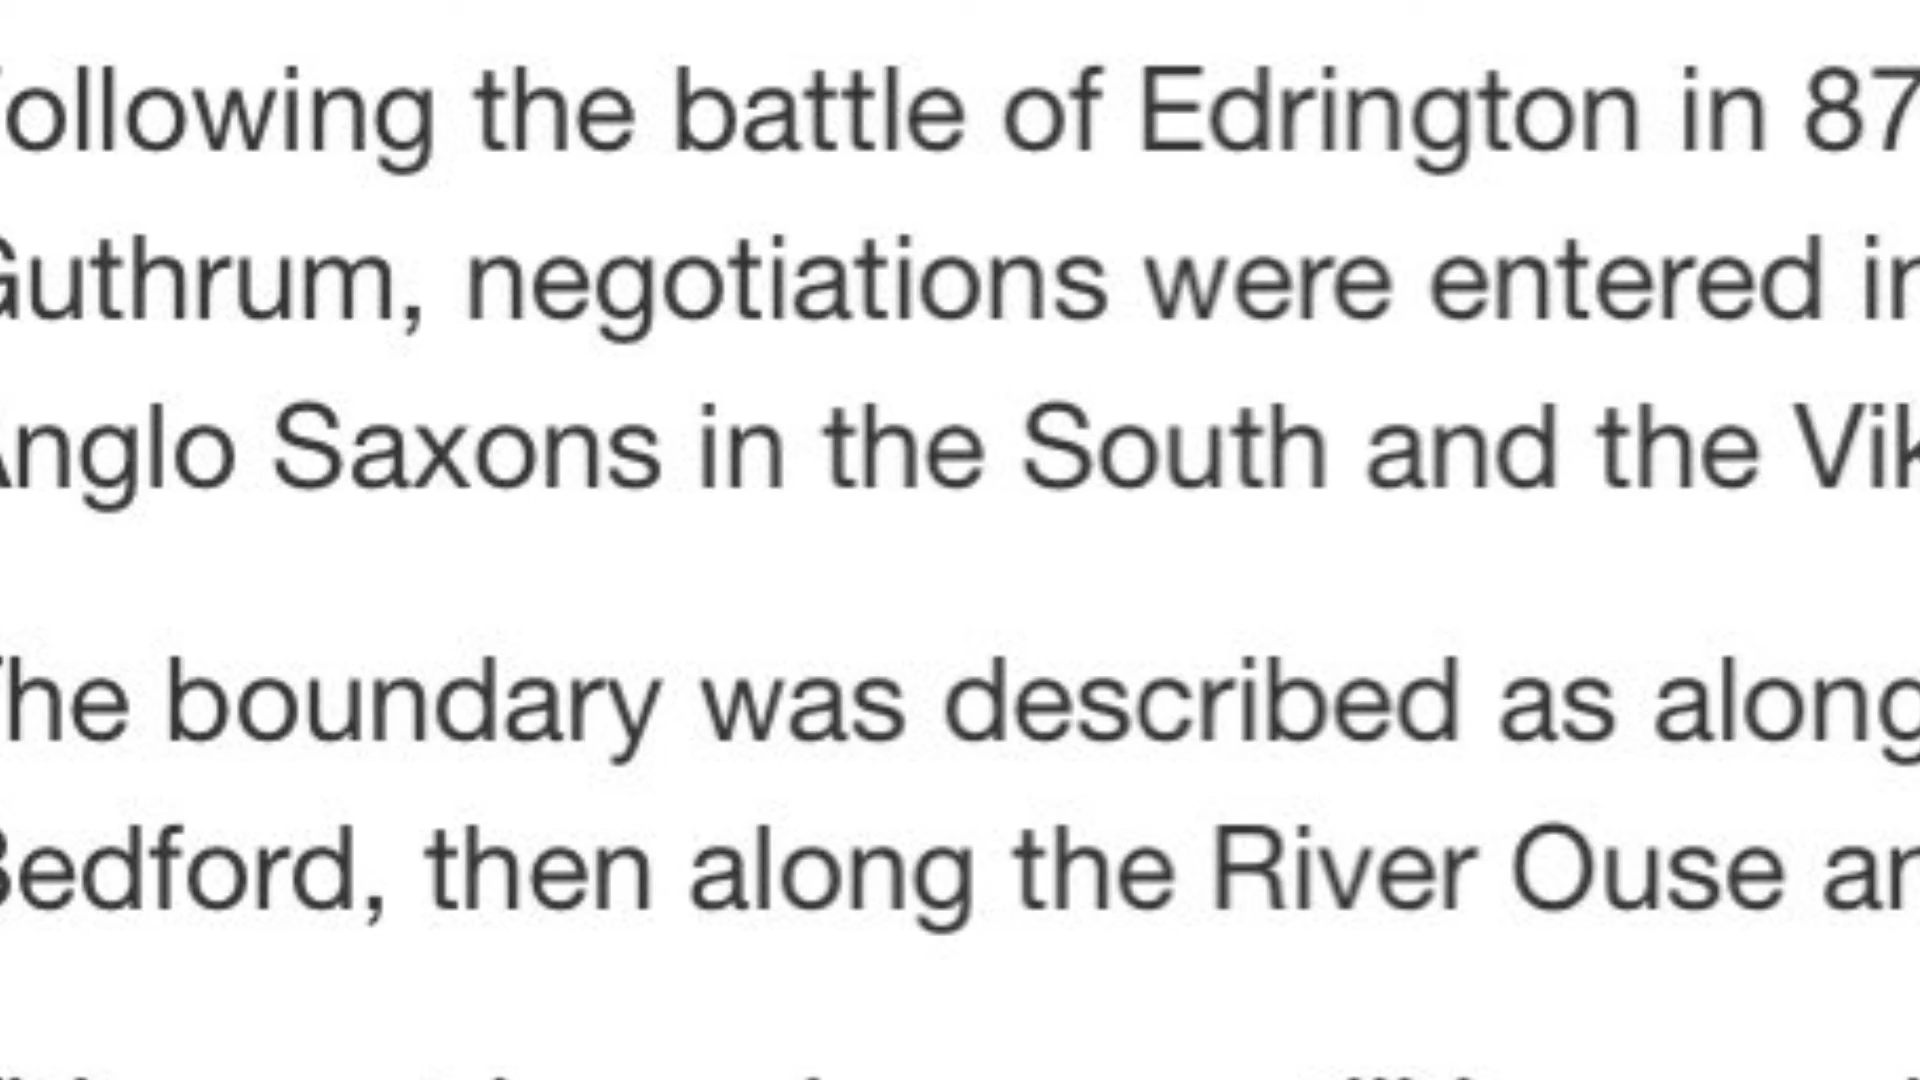 ollowing the battle of Edrington in 87
Guthrum, negotiations were entered in
Anglo Saxons in the South and the Vik
The boundary was described as along
Bedford, then along the River Ouse an